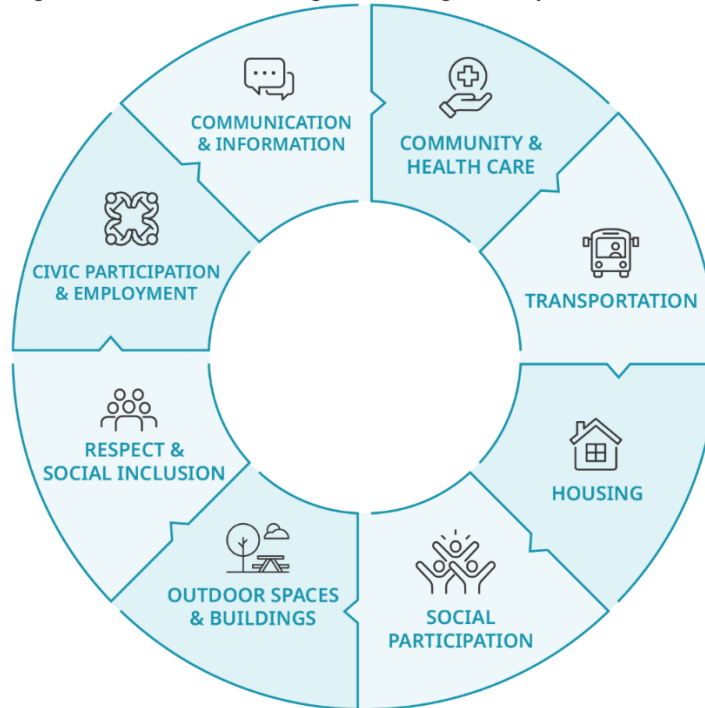 COMMUNICATION
& INFORMATION
COMMUNITY &
HEALTH CARE
TRANSPORTATION
HOUSING
SOCIAL
PARTICIPATION
OUTDOOR SPACES
& BUILDINGS
RESPECT &
SOCIAL INCLUSION
CIVIC PARTICIPATION
& EMPLOYMENT